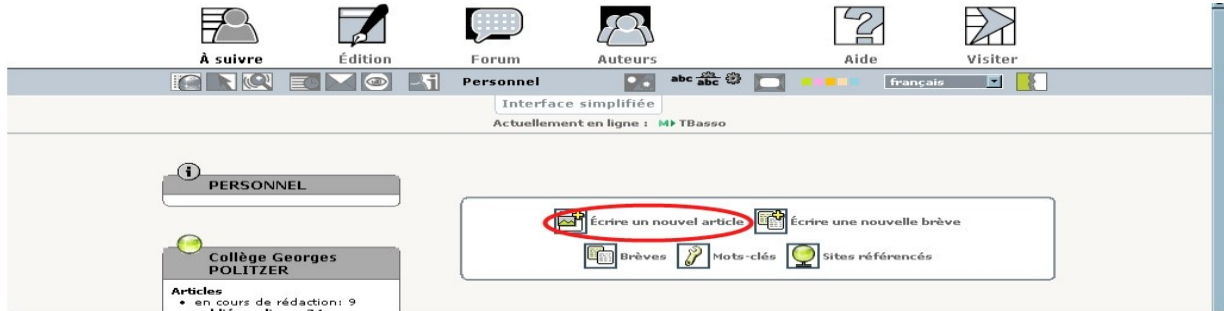 À suivre Édition Forum Auteurs Aide Visiter
Personnel abc abc français
Interface simplifiée
Actuellement en ligne : TBasso
PERSONNEL
Écrire un nouvel article Écrire une nouvelle brève
Brèves Mots-clés Sites référencés
Collège Georges
POLITZER
Articles
• en cours de rédaction: 9